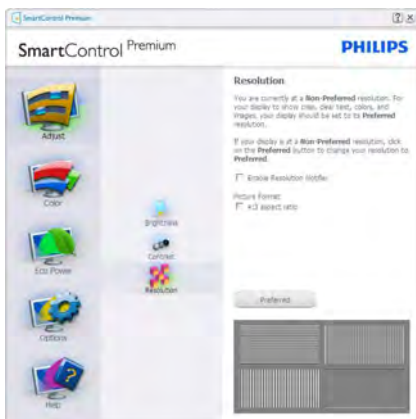 SmartControl Premium
SmartControl Premium
PHILIPS
Adjust
Color
Eco Power
Options
Help
Brightness
Contrast
Resolution
Resolution
You are currently at a Non-Preferred resolution. For
your display to show crisp, clear text, colors, and
images, your display should be set to its Preferred
resolution.
If your display is at a Non-Preferred resolution, click
on the Preferred button to change your resolution to
Preferred.
Enable Resolution Notifier
Picture Format:
4:3 aspect ratio
Preferred